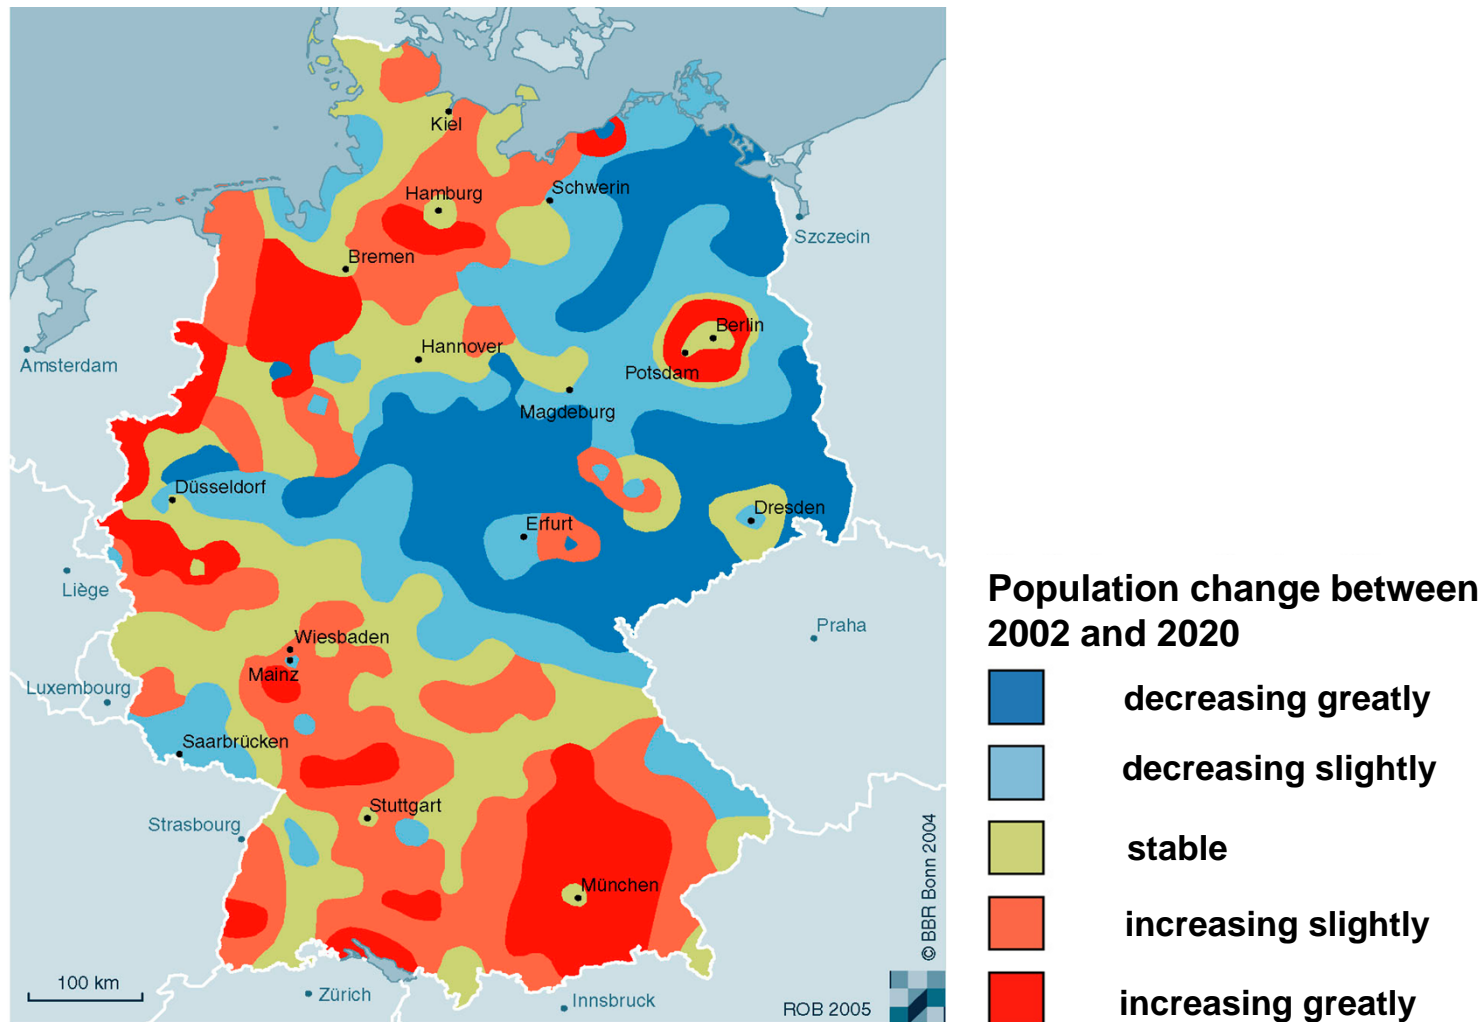 Kiel
Hamburg
Schwerin
Szczecin
Bremen
Berlin
Hannover
Amsterdam
Potsdam
Magdeburg
Düsseldorf
Dresden
Erfurt
Liège
Praha
Wiesbaden
Mainz
Luxembourg
Saarbrücken
Stuttgart
Strasbourg
München
100 km
Zürich
Innsbruck
ROB 2005
© BBR Bonn 2004
Population change between
2002 and 2020
decreasing greatly
decreasing slightly
stable
increasing slightly
increasing greatly